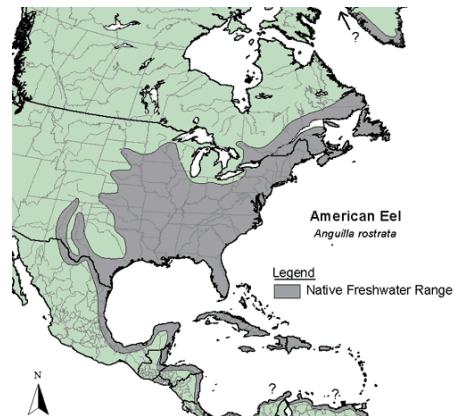 ?
American Eel
Anguilla rostrata
Legend
Native Freshwater Range
N
?
?